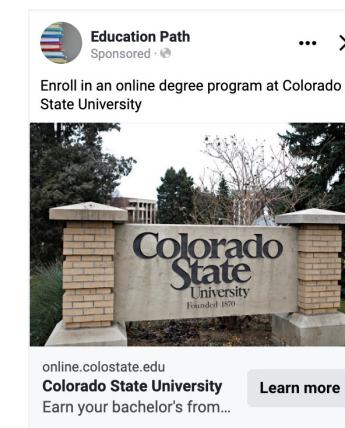 Education Path
Sponsored ·
Enroll in an online degree program at Colorado
State University
Colorado
State
University
Founded 1870
online.colostate.edu
Colorado State University
Earn your bachelor's from...
Learn more